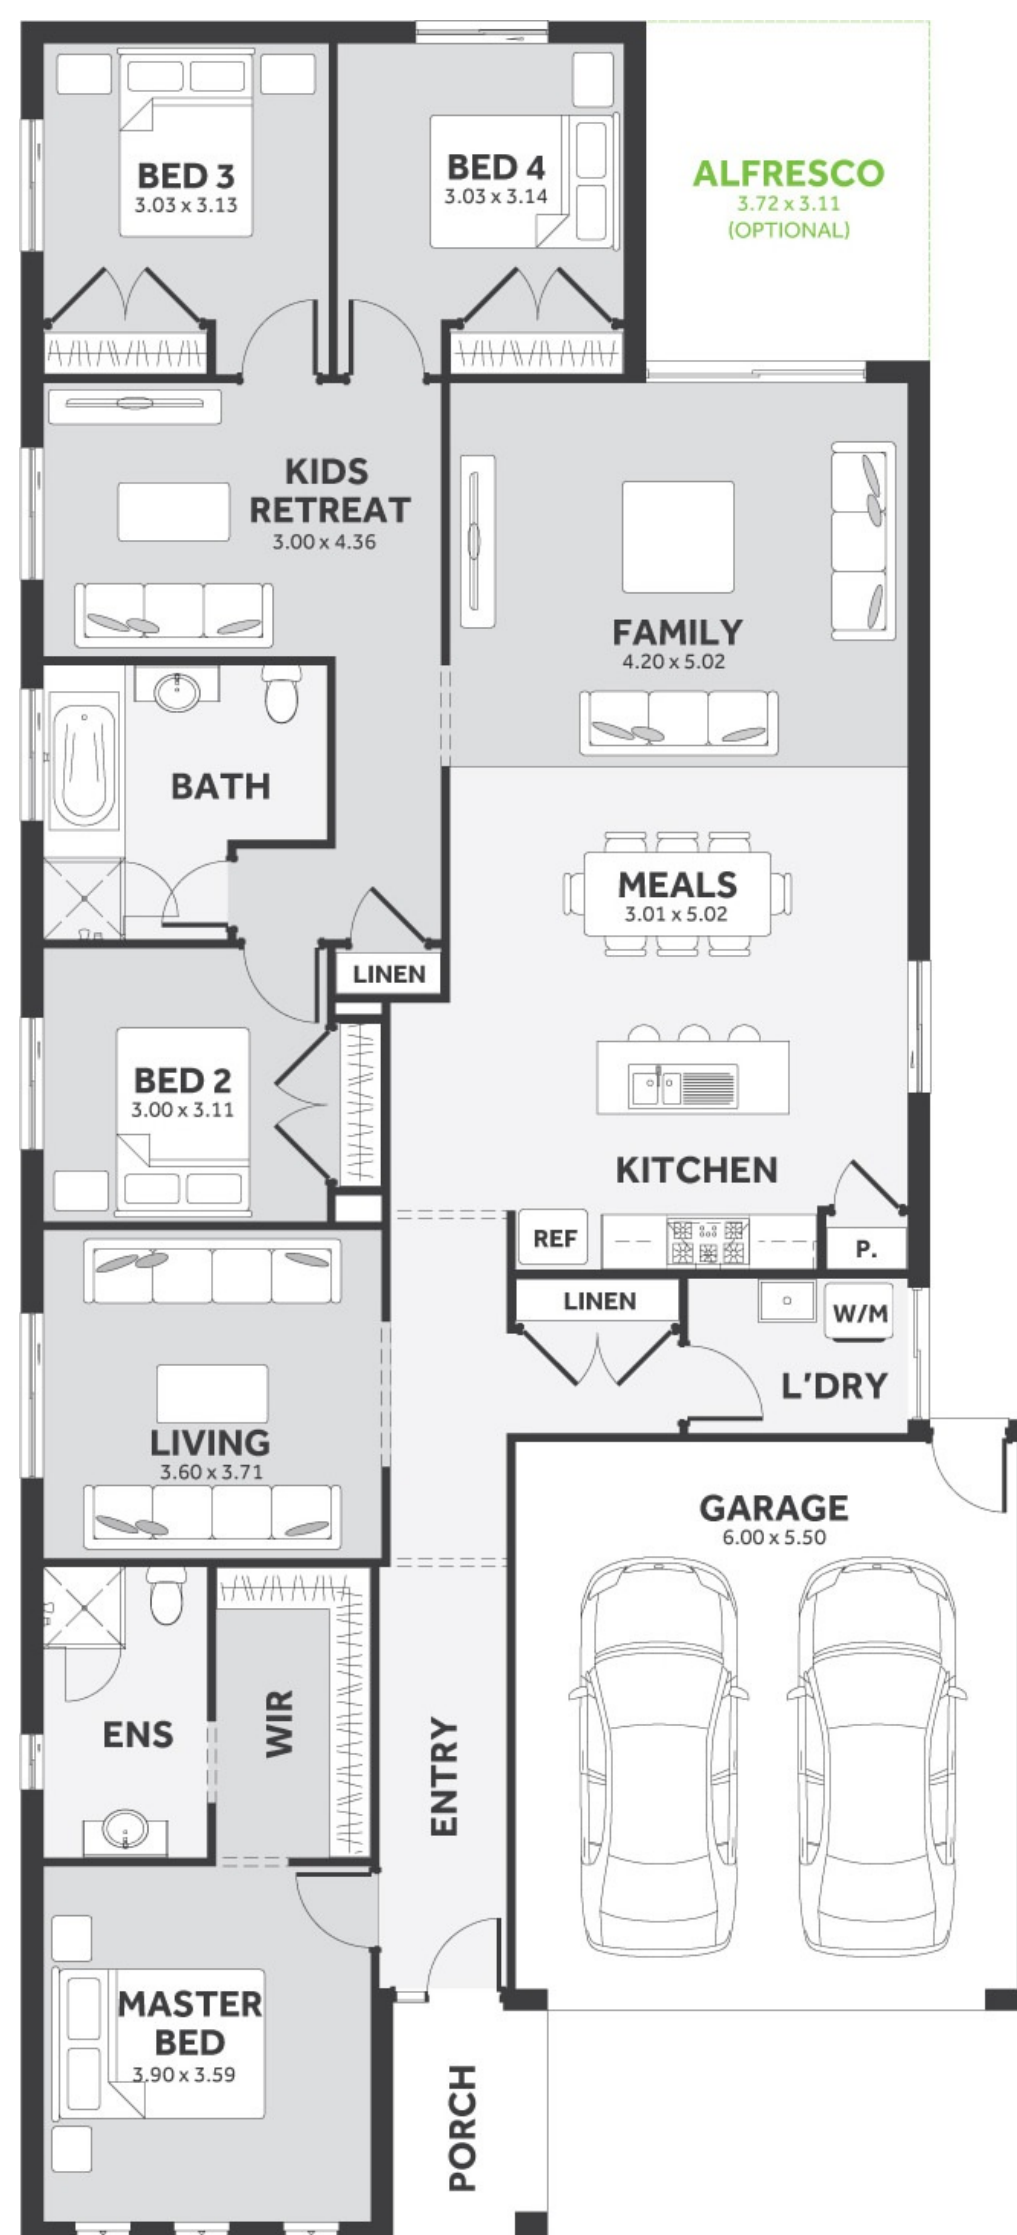 BED 3
3.03 x 3.13
BED 4
3.03 x 3.14
ALFRESCO
3.72 x 3.11
(OPTIONAL)
KIDS
RETREAT
3.00 x 4.36
FAMILY
4.20 x 5.02
BATH
MEALS
3.01 x 5.02
LINEN
BED 2
3.00 x 3.11
KITCHEN
REF
P.
LINEN
W/M
L'DRY
LIVING
3.60 x 3.71
GARAGE
6.00 x 5.50
ENS
WIR
ENTRY
MASTER
BED
3.90 x 3.59
PORCH